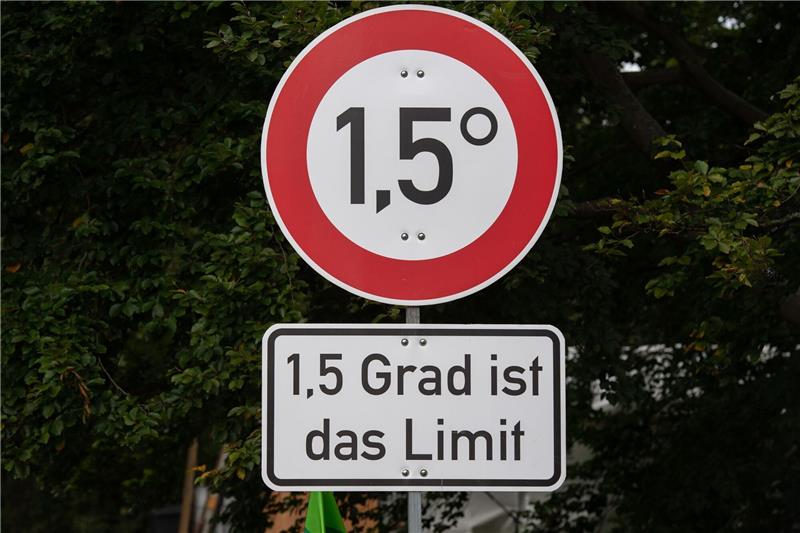 1,5°
1,5 Grad ist
das Limit